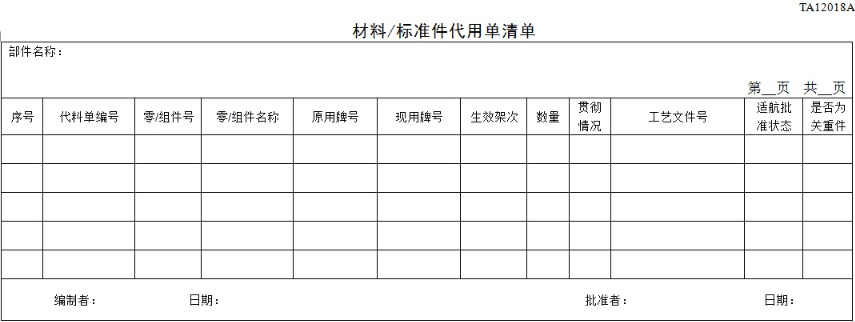 TA12018A
材料/标准件代用单清单
部件名称：
第__页 共__页
序号 代料单编号 零/组件号 零/组件名称 原用牌号 现用牌号 生效架次 数量 贯彻情况 工艺文件号 适航批准状态 是否为关重件
编制者： 日期： 批准者： 日期：